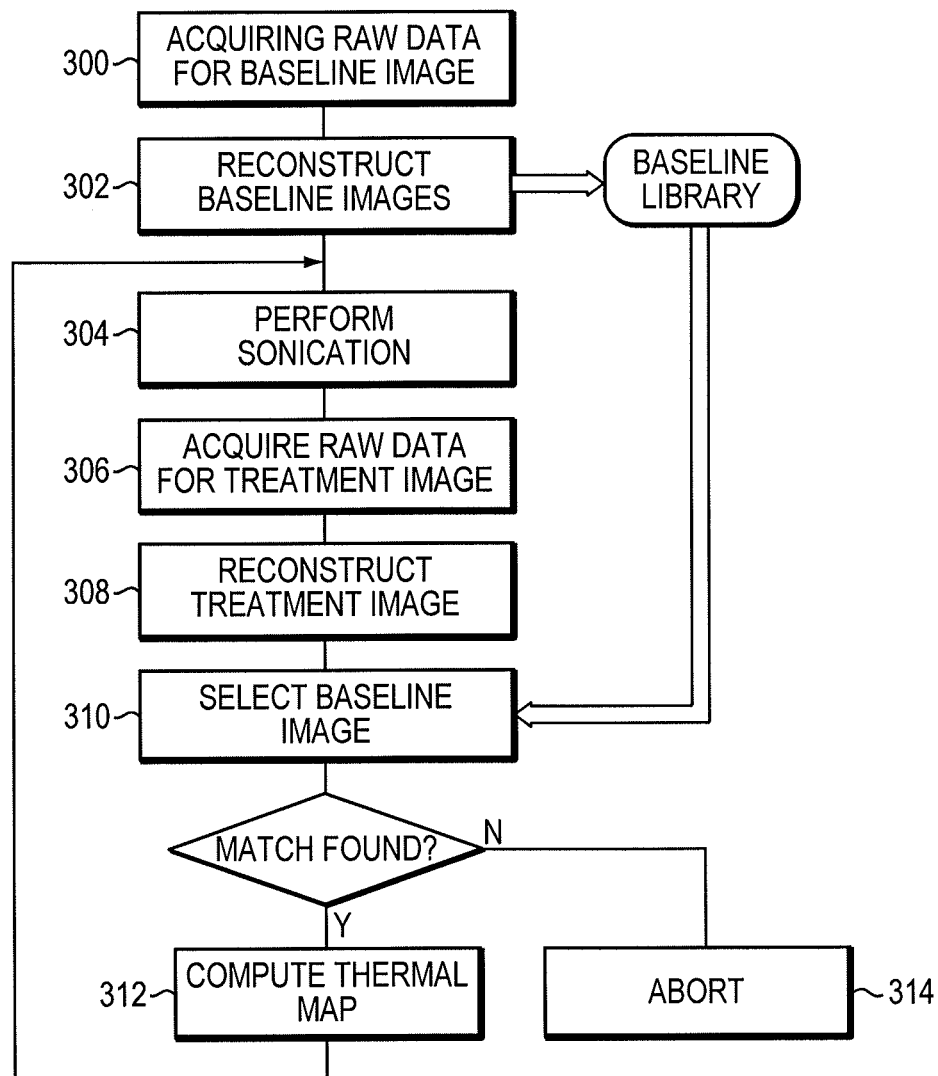 300
ACQUIRING RAW DATA
FOR BASELINE IMAGE
302
RECONSTRUCT
BASELINE IMAGES
BASELINE
LIBRARY
304
PERFORM
SONICATION
306
ACQUIRE RAW DATA
FOR TREATMENT IMAGE
308
RECONSTRUCT
TREATMENT IMAGE
310
SELECT BASELINE
IMAGE
MATCH FOUND?
N
Y
312
COMPUTE THERMAL
MAP
ABORT
314